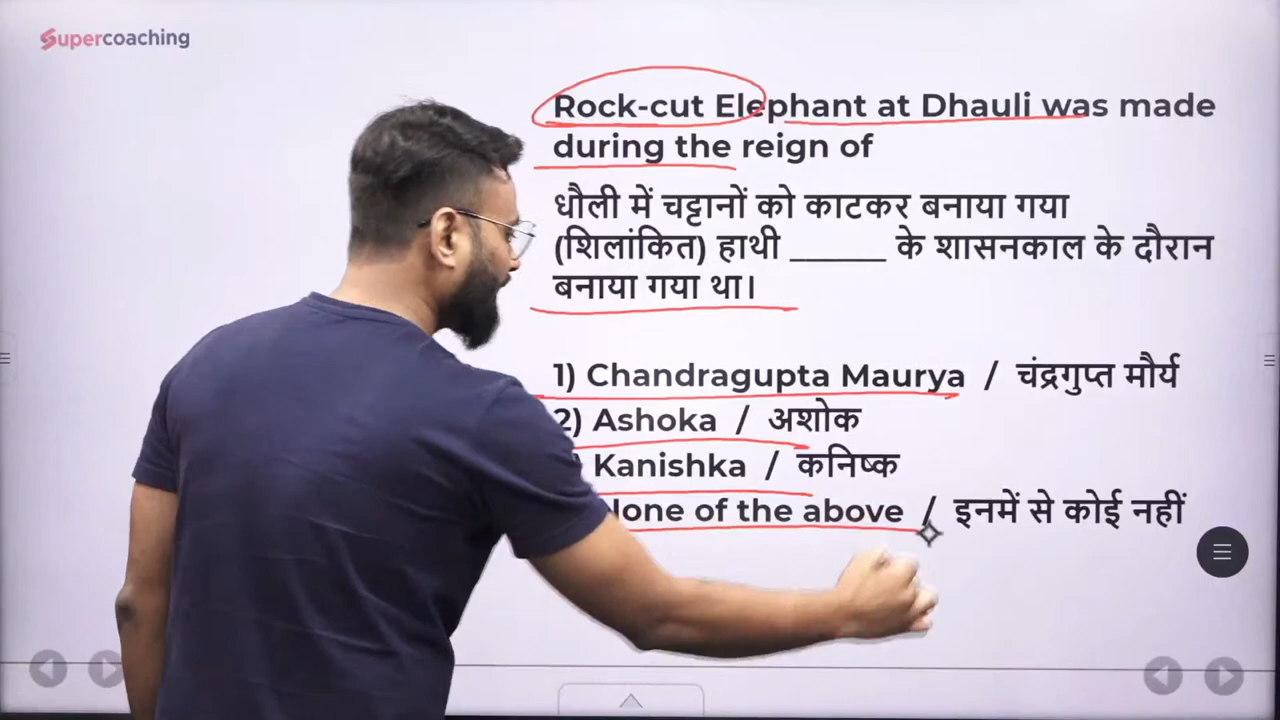 Supercoaching
Rock-cut Elephant at Dhauli was made
during the reign of
धौली में चट्टानों को काटकर बनाया गया
(शिलांकित) हाथी ______ के शासनकाल के दौरान
बनाया गया था।
1) Chandragupta Maurya / चंद्रगुप्त मौर्य
2) Ashoka / अशोक
) Kanishka / कनिष्क
None of the above / इनमें से कोई नहीं